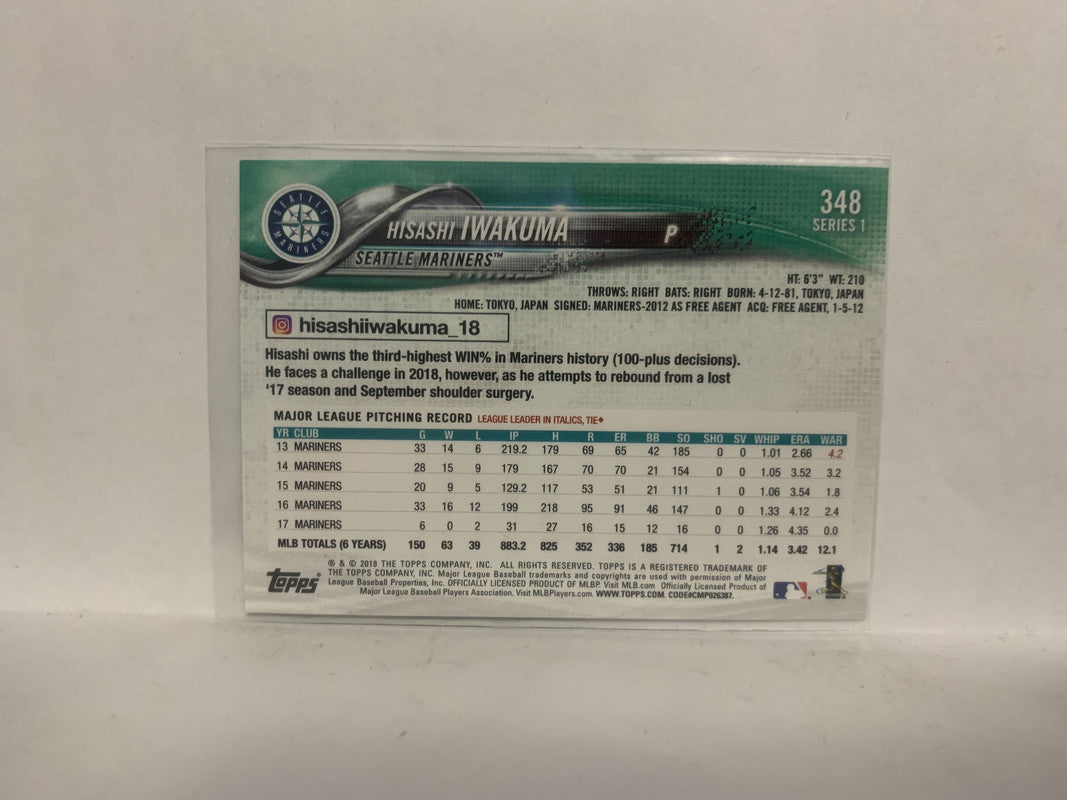 SEATTLE MARINERS
HISASHI IWAKUMA P
SEATTLE MARINERS™
348
SERIES 1
HT: 6'3" WT: 210
THROWS: RIGHT BATS: RIGHT BORN: 4-12-81, TOKYO, JAPAN
HOME: TOKYO, JAPAN SIGNED: MARINERS-2012 AS FREE AGENT ACQ: FREE AGENT, 1-5-12
hisashiiwakuma_18
Hisashi owns the third-highest WIN% in Mariners history (100-plus decisions).
He faces a challenge in 2018, however, as he attempts to rebound from a lost
'17 season and September shoulder surgery.
MAJOR LEAGUE PITCHING RECORD LEAGUE LEADER IN ITALICS, TIE♦
YR CLUB G W L IP H R ER BB SO SHO SV WHIP ERA WAR
13 MARINERS 33 14 6 219.2 179 69 65 42 185 0 0 1.01 2.66 4.2
14 MARINERS 28 15 9 179 167 70 70 21 154 0 0 1.05 3.52 3.2
15 MARINERS 20 9 5 129.2 117 53 51 21 111 1 0 1.06 3.54 1.8
16 MARINERS 33 16 12 199 218 95 91 46 147 0 0 1.33 4.12 2.4
17 MARINERS 6 0 2 31 27 16 15 12 16 0 0 1.26 4.35 0.0
MLB TOTALS (6 YEARS) 150 63 39 883.2 825 352 336 185 714 1 2 1.14 3.42 12.1
Topps
® & © 2018 THE TOPPS COMPANY, INC. ALL RIGHTS RESERVED. TOPPS IS A REGISTERED TRADEMARK OF
THE TOPPS COMPANY, INC. Major League Baseball trademarks and copyrights are used with permission of Major
League Baseball Properties, Inc. OFFICIALLY LICENSED PRODUCT OF MLBP. Visit MLB.com Officially Licensed Product of
Major League Baseball Players Association. Visit MLBPlayers.com. WWW.TOPPS.COM. CODE#CMP026387.